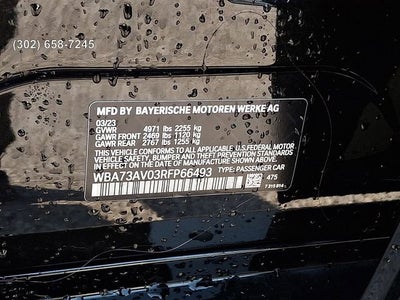 (302) 658-7245
MFD BY BAYERISCHE MOTOREN WERKE AG
03/23
GVWR 4971 lbs 2255 kg
GAWR FRONT 2469 lbs 1120 kg
GAWR REAR 2767 lbs 1255 kg
THIS VEHICLE CONFORMS TO ALL APPLICABLE U.S.FEDERAL MOTOR
VEHICLE SAFETY, BUMPER AND THEFT PREVENTION STANDARDS IN
EFFECT ON THE DATE OF MANUFACTURE SHOWN ABOVE.
WBA73AV03RFP66493 TYPE: PASSENGER CAR
475